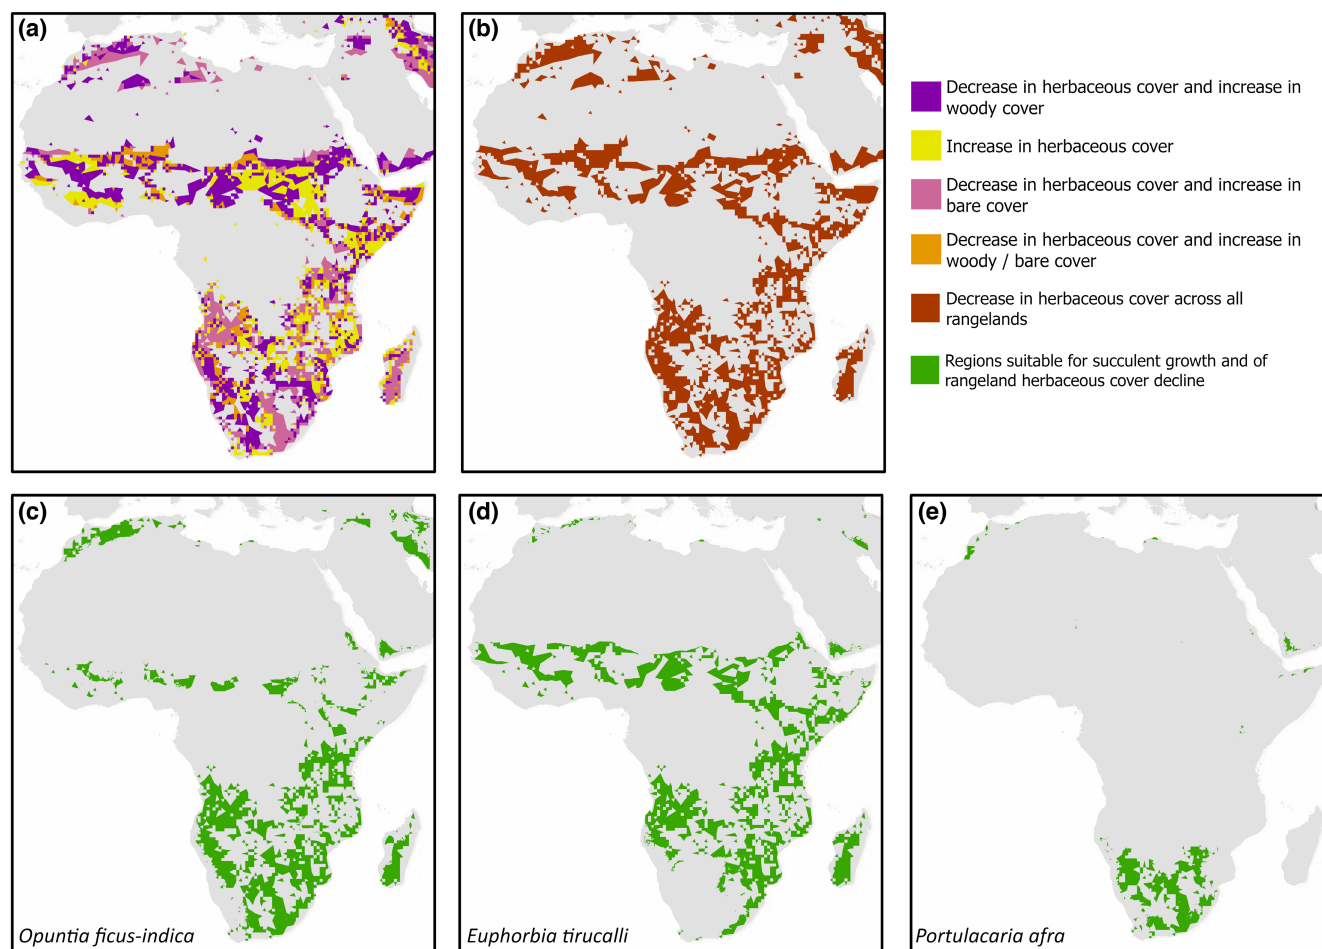 (a)
(b)
Decrease in herbaceous cover and increase in
woody cover
Increase in herbaceous cover
Decrease in herbaceous cover and increase in
bare cover
Decrease in herbaceous cover and increase in
woody / bare cover
Decrease in herbaceous cover across all
rangelands
Regions suitable for succulent growth and of
rangeland herbaceous cover decline
(c)
(d)
(e)
Opuntia ficus-indica
Euphorbia tirucalli
Portulacaria afra